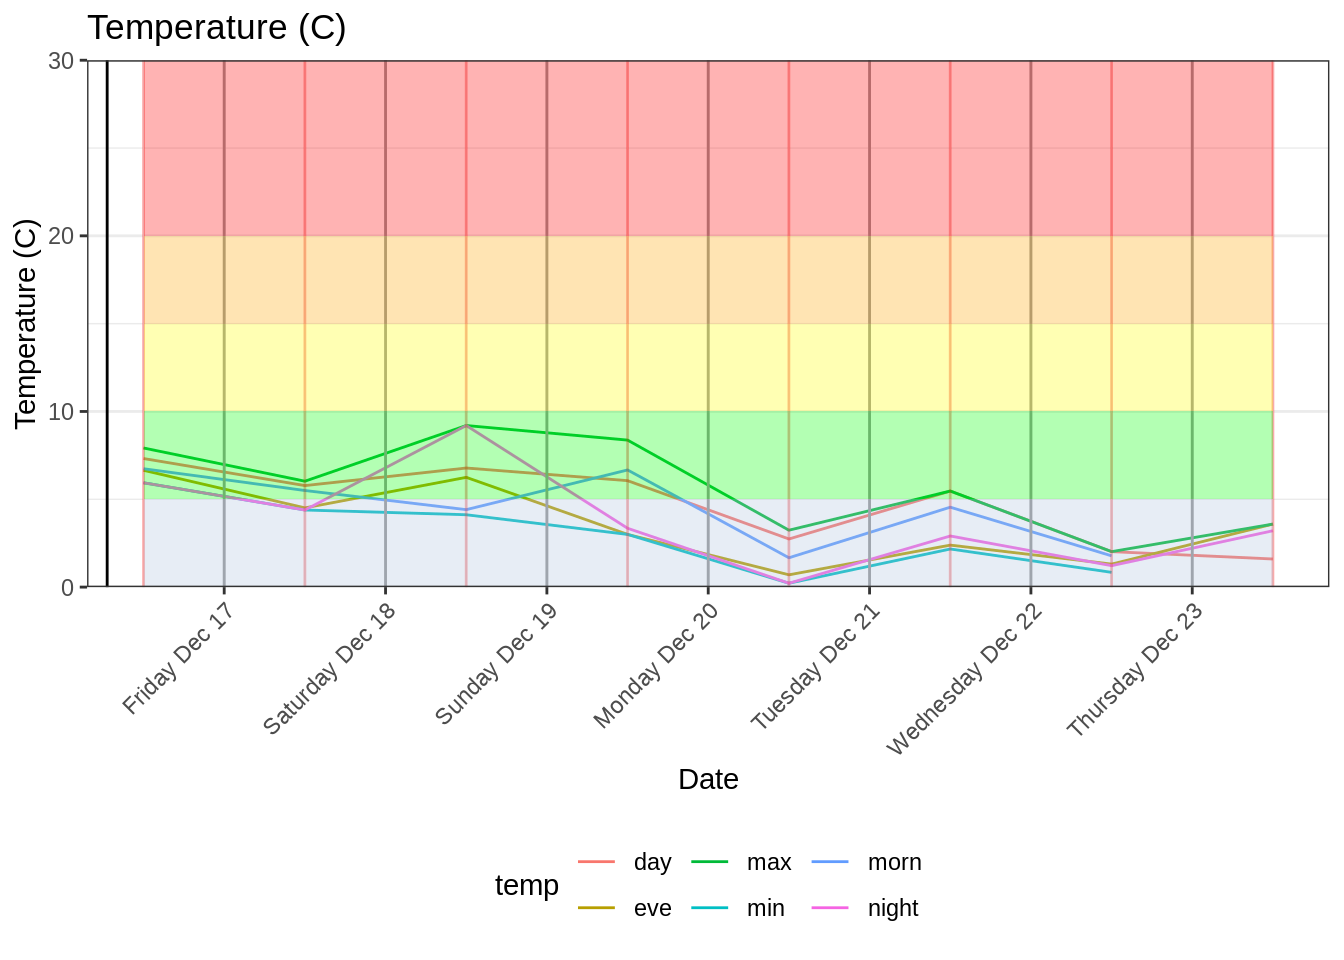 Temperature (C)
Temperature (C)
30
20
10
0
Friday Dec 17
Saturday Dec 18
Sunday Dec 19
Monday Dec 20
Tuesday Dec 21
Wednesday Dec 22
Thursday Dec 23
Date
temp
day
max
morn
eve
min
night